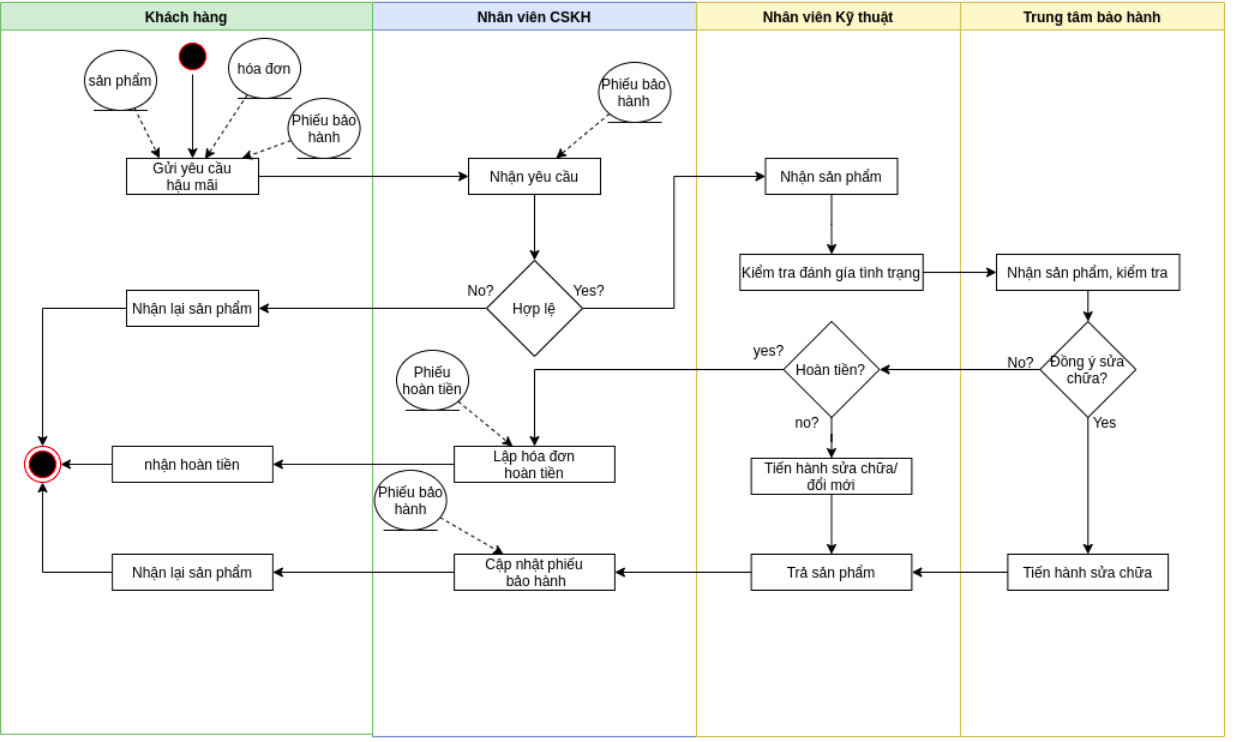 Khách hàng
Nhân viên CSKH
Nhân viên Kỹ thuật
Trung tâm bảo hành
sản phẩm
hóa đơn
Phiếu bảo
hành
Phiếu bảo
hành
Gửi yêu cầu
hậu mãi
Nhận yêu cầu
Nhận sản phẩm
Kiểm tra đánh gía tình trạng
Nhận sản phẩm, kiểm tra
No?
Yes?
Nhận lại sản phẩm
Hợp lệ
yes?
Hoàn tiền?
No?
Đồng ý sửa
chữa?
Phiếu
hoàn tiền
no?
Yes
nhận hoàn tiền
Lập hóa đơn
hoàn tiền
Tiến hành sửa chữa/
đổi mới
Phiếu bảo
hành
Nhận lại sản phẩm
Cập nhật phiếu
bảo hành
Trả sản phẩm
Tiến hành sửa chữa